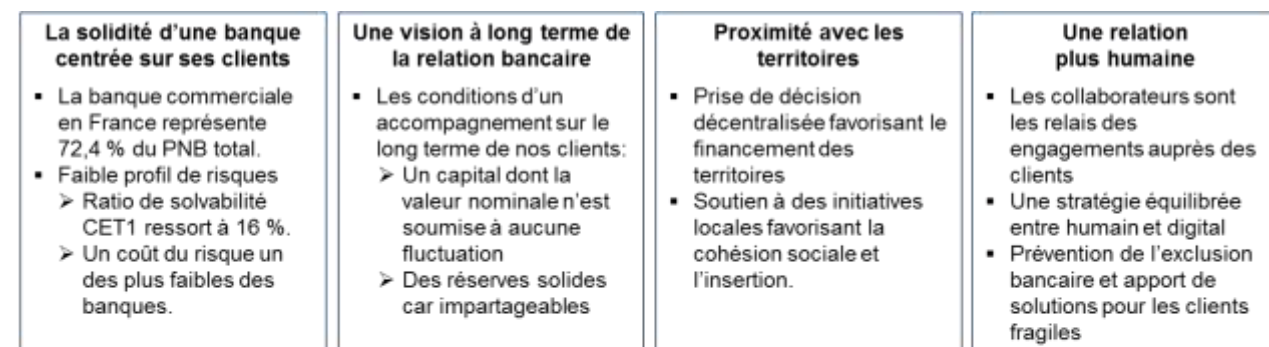 La solidité d'une banque
centrée sur ses clients
▪ La banque commerciale
en France représente
72,4 % du PNB total.
▪ Faible profil de risques
➢ Ratio de solvabilité
CET1 ressort à 16 %.
➢ Un coût du risque un
des plus faibles des
banques.
Une vision à long terme de
la relation bancaire
▪ Les conditions d'un
accompagnement sur le
long terme de nos clients:
➢ Un capital dont la
valeur nominale n'est
soumise à aucune
fluctuation
➢ Des réserves solides
car impartageables
Proximité avec les
territoires
▪ Prise de décision
décentralisée favorisant le
financement des
territoires
▪ Soutien à des initiatives
locales favorisant la
cohésion sociale et
l'insertion.
Une relation
plus humaine
▪ Les collaborateurs sont
les relais des
engagements auprès des
clients
▪ Une stratégie équilibrée
entre humain et digital
▪ Prévention de l'exclusion
bancaire et apport de
solutions pour les clients
fragiles